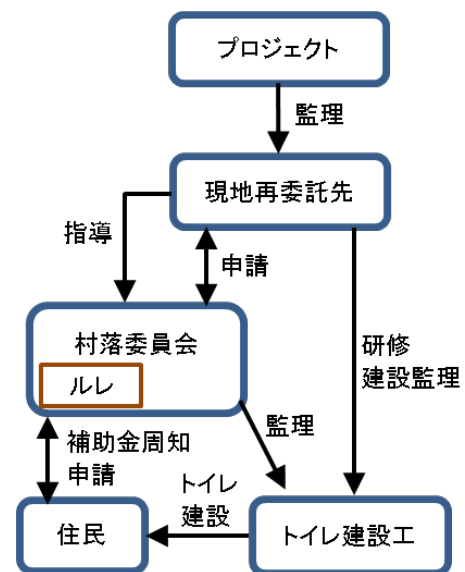 プロジェクト
監理
現地再委託先
指導
申請
村落委員会
ルレ
研修
建設監理
監理
補助金周知
申請
トイレ
建設
住民
トイレ建設工